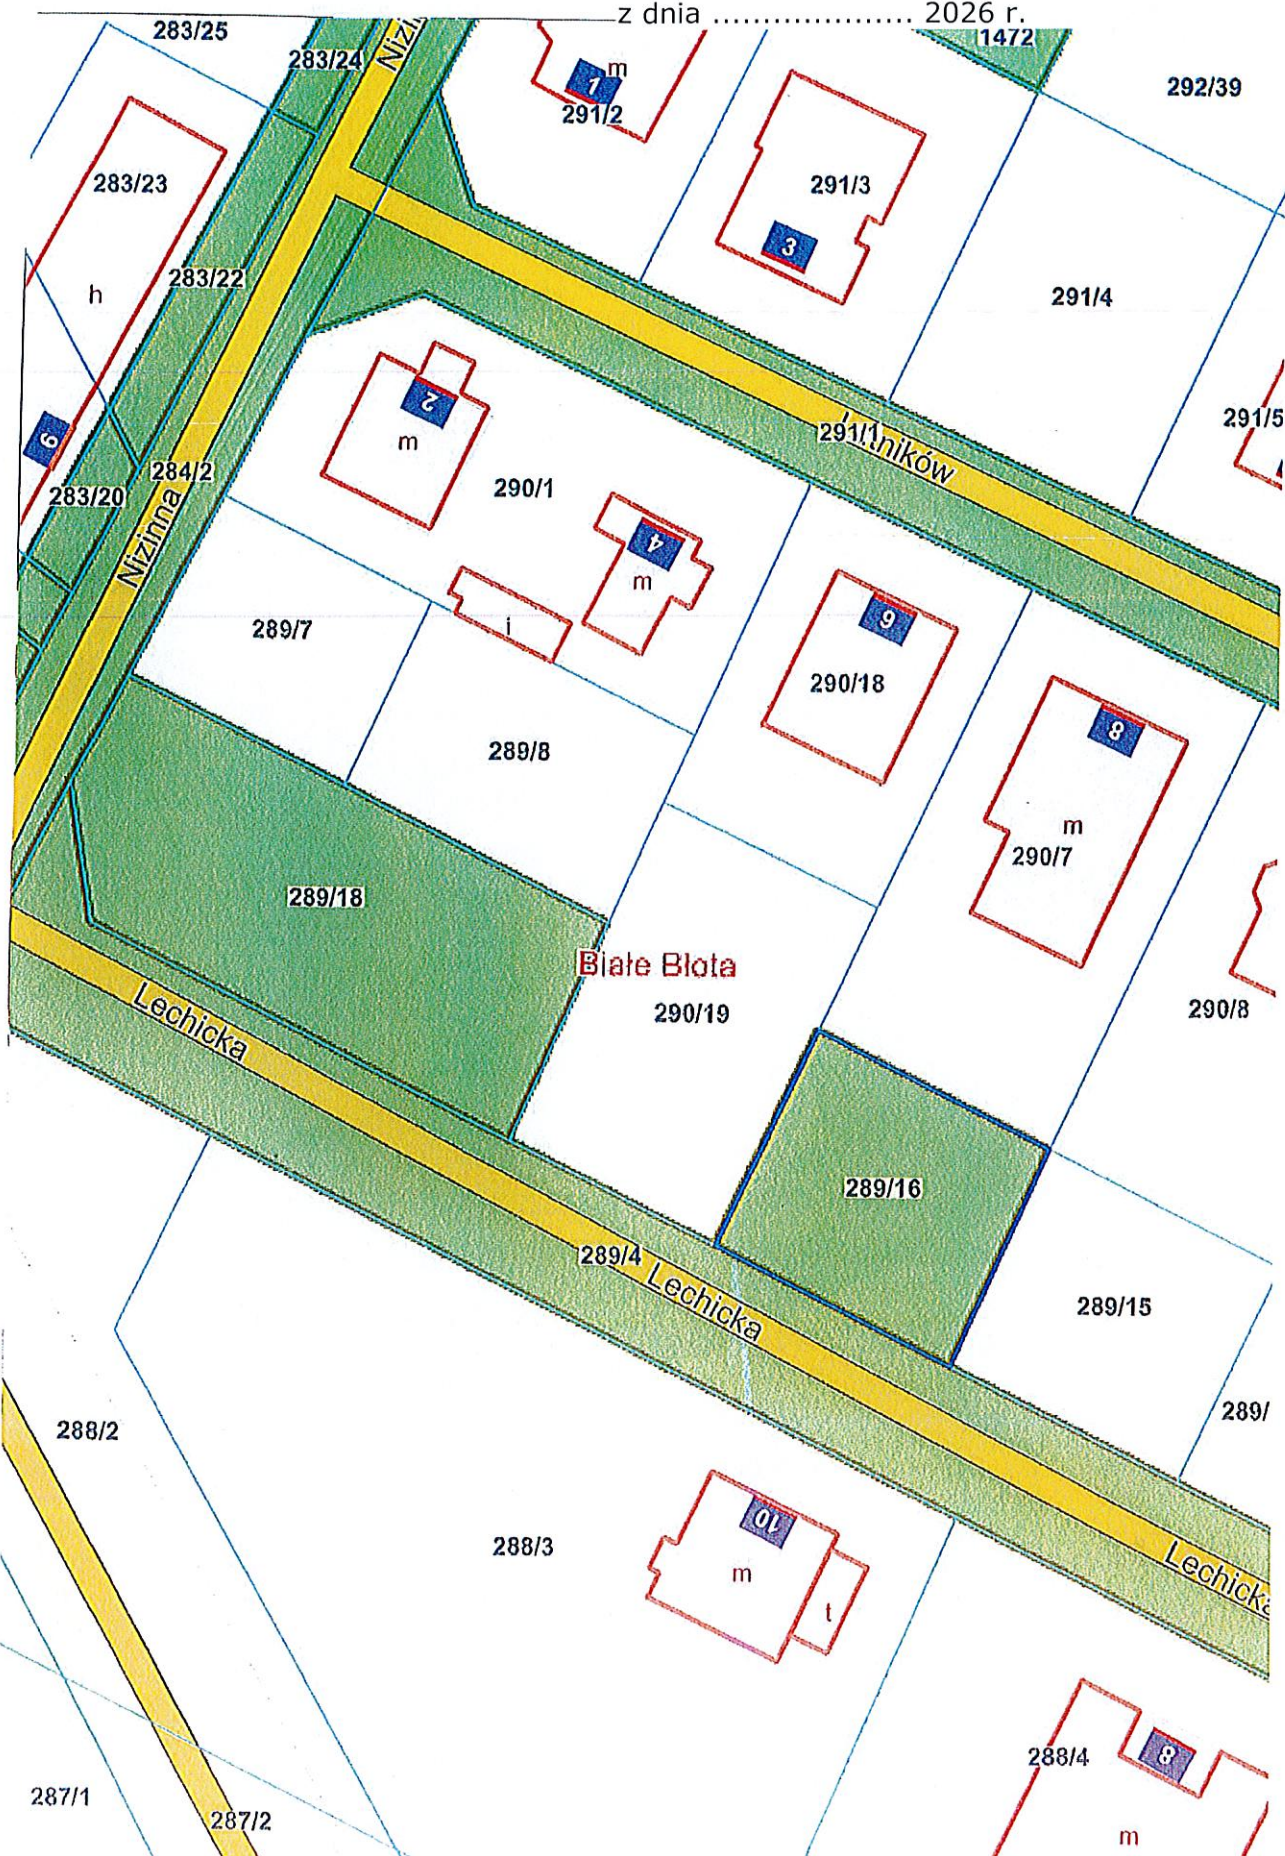 z dnia ...................... 2026 r.
283/25
283/24
1472
292/39
m
1
291/2
283/23
291/3
3
283/22
h
291/4
2
m
291/5
291/1
9
284/2
283/20
290/1
Nizinna
4
m
289/7
i
6
290/18
8
289/8
m
290/7
289/18
Białe Błota
290/19
290/8
Lechicka
289/16
289/4
Lechicka
289/15
289/
288/2
10
288/3
m
t
Lechicka
288/4
8
287/1
287/2
m